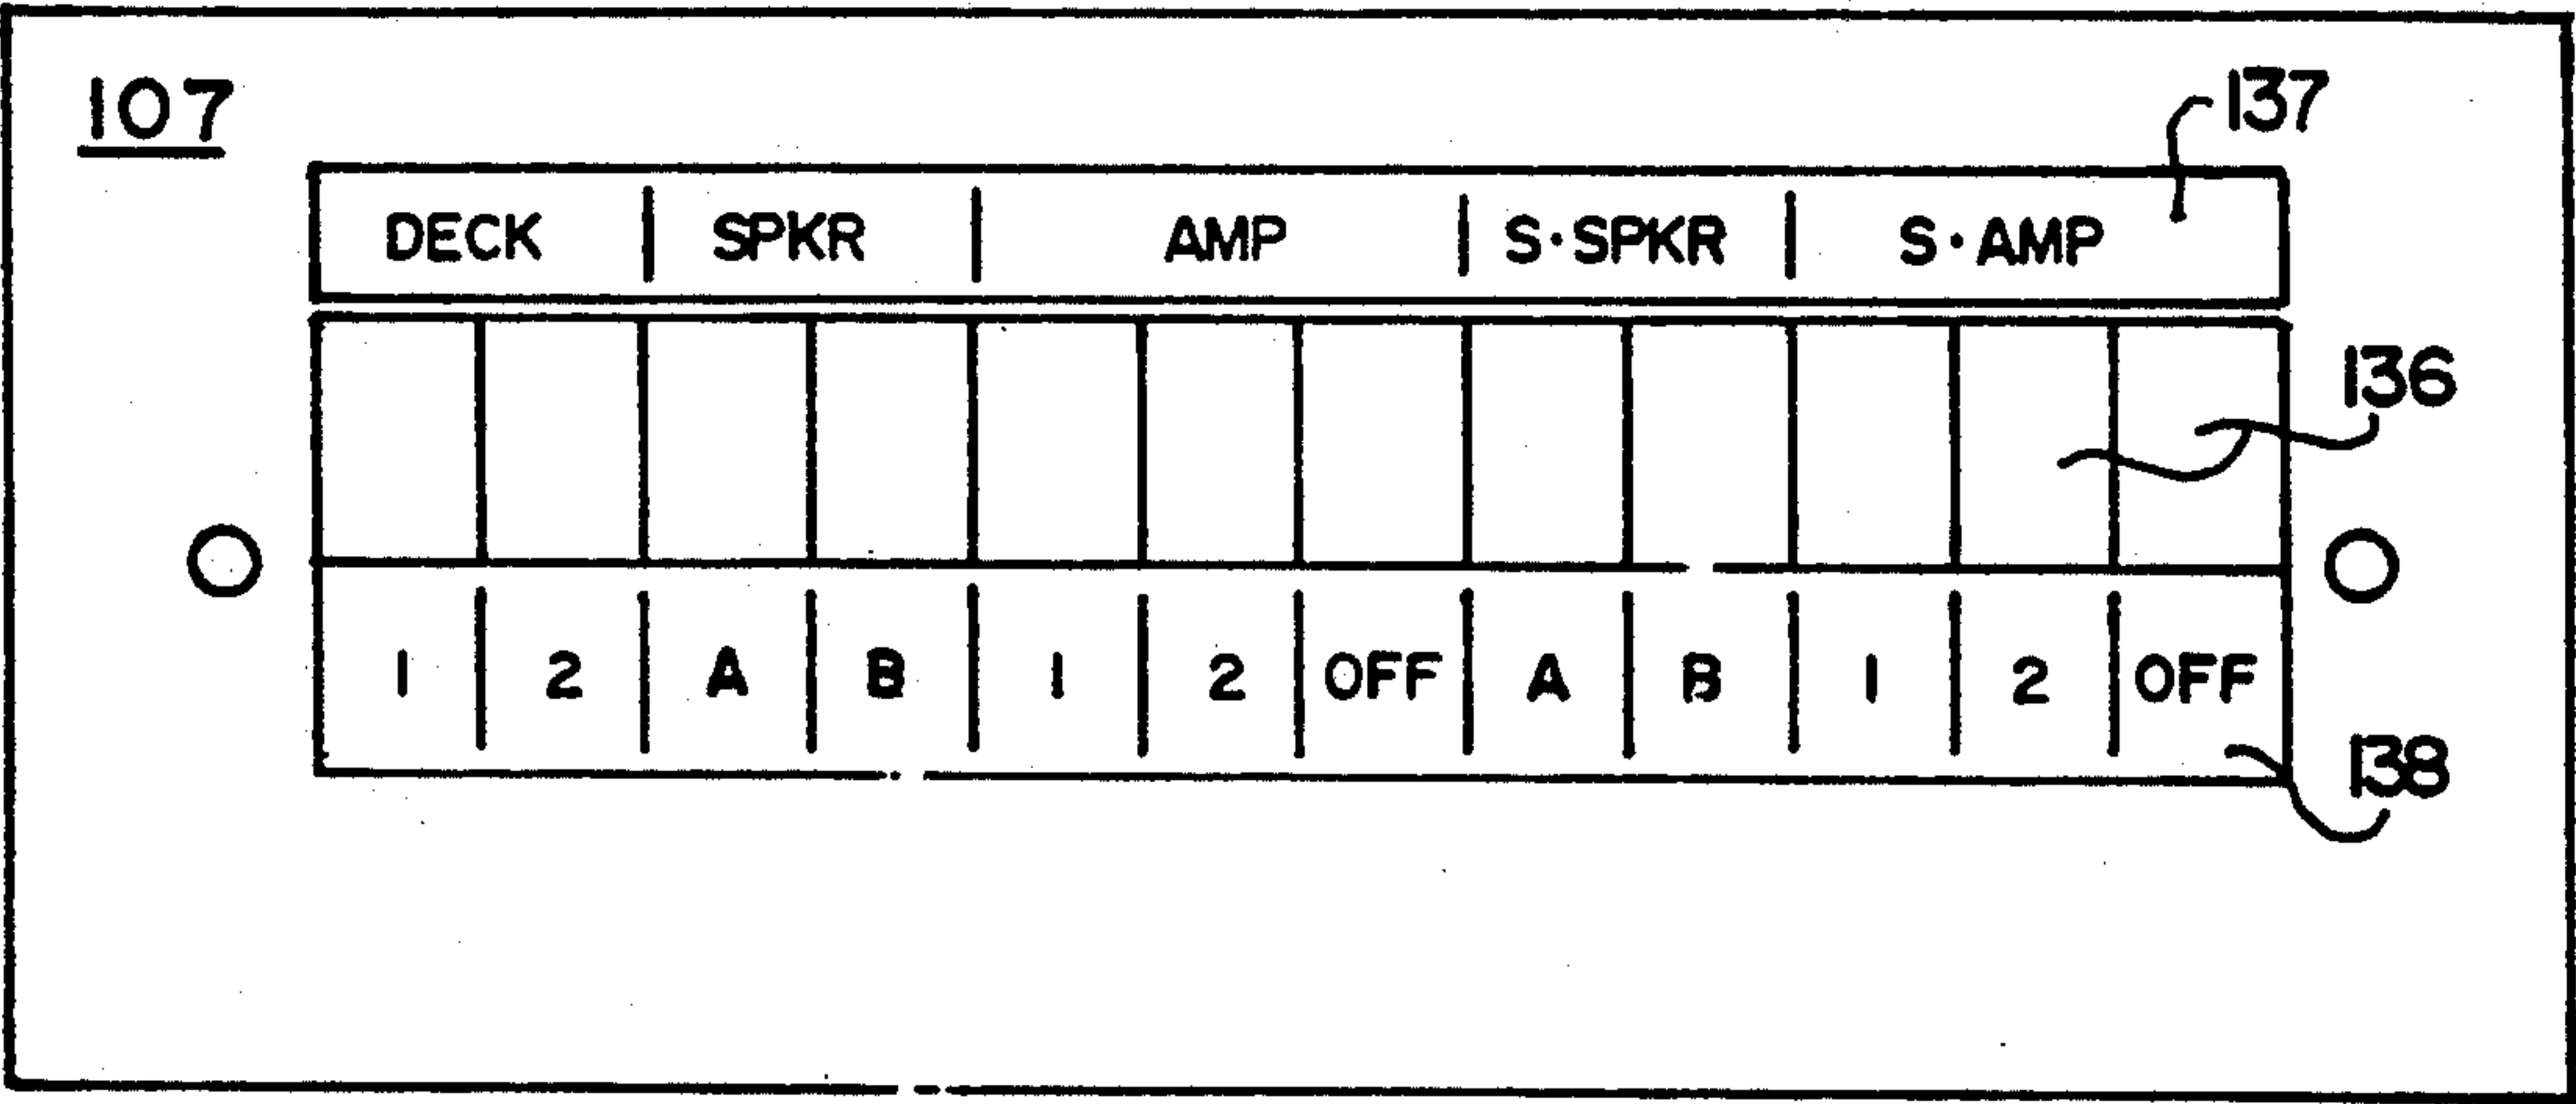 107
137
DECK | SPKR | AMP | S·SPKR | S·AMP
136
1 | 2 | A | B | 1 | 2 | OFF | A | B | 1 | 2 | OFF
138